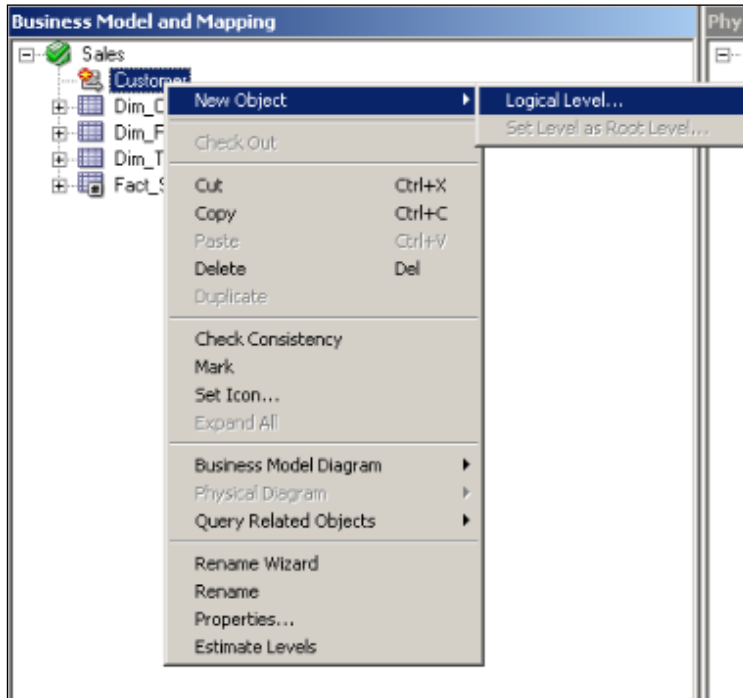 Business Model and Mapping
Phy
Sales
Customer
Dim_C
Dim_F
Dim_T
Fact_S
New Object
Logical Level...
Set Level as Root Level...
Check Out
Cut Ctrl+X
Copy Ctrl+C
Paste Ctrl+V
Delete Del
Duplicate
Check Consistency
Mark
Set Icon...
Expand All
Business Model Diagram
Physical Diagram
Query Related Objects
Rename Wizard
Rename
Properties...
Estimate Levels